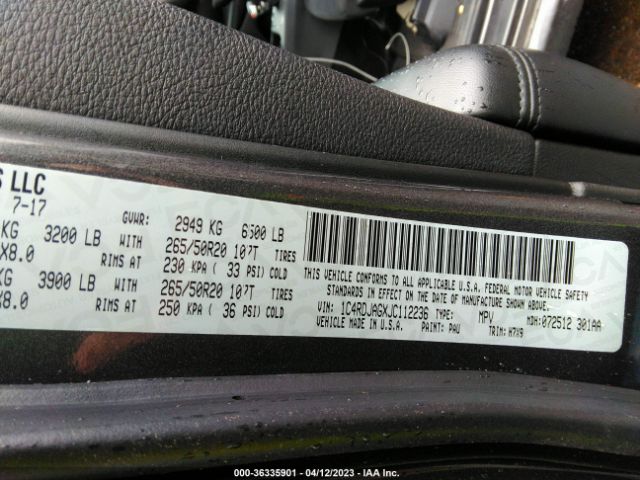 S LLC
7-17
GVWR: 2949 KG 6500 LB
KG 3200 LB WITH 265/50R20 107T TIRES
X8.0 RIMS AT 230 KPA ( 33 PSI) COLD
KG 3900 LB WITH 265/50R20 107T TIRES
X8.0 RIMS AT 250 KPA ( 36 PSI) COLD
THIS VEHICLE CONFORMS TO ALL APPLICABLE U.S.A. FEDERAL MOTOR VEHICLE SAFETY
STANDARDS IN EFFECT ON THE DATE OF MANUFACTURE SHOWN ABOVE.
VIN: 1C4RDJAGXJC112236 TYPE: MPV MDH: 072512 301AA
VEHICLE MADE IN U.S.A. PAINT: PAU TRIM: H7X9
000-36335901 - 04/12/2023 - IAA Inc.